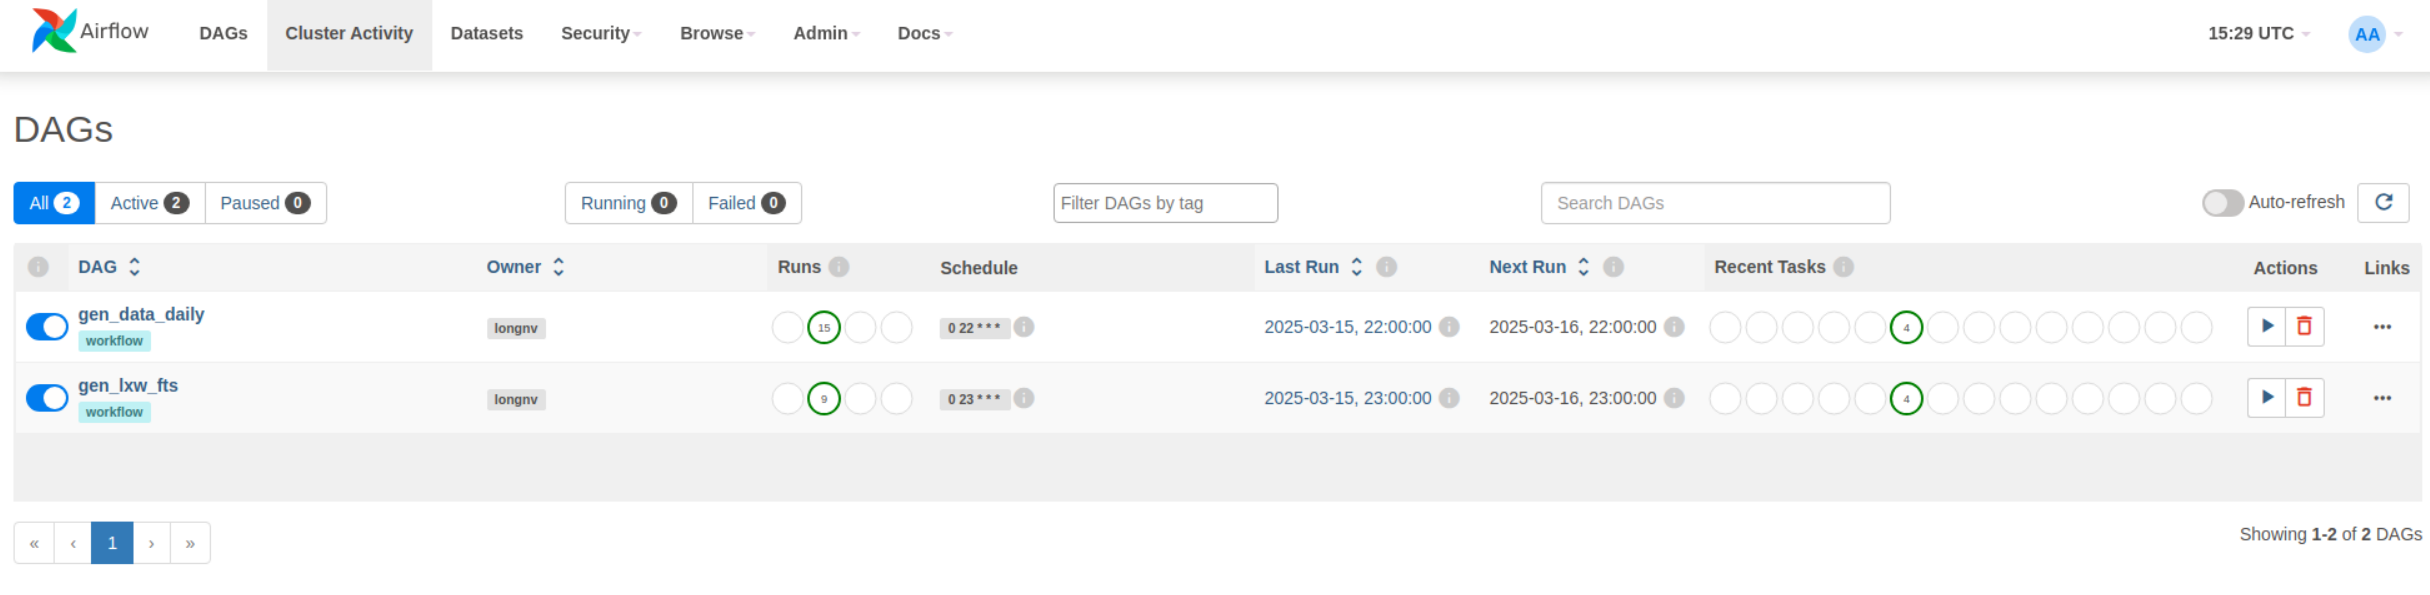 Airflow DAGs Cluster Activity Datasets Security Browse Admin Docs 15:29 UTC AA
DAGs
All 2 Active 2 Paused 0 Running 0 Failed 0 Filter DAGs by tag Search DAGs Auto-refresh
DAG Owner Runs Schedule Last Run Next Run Recent Tasks Actions Links
gen_data_daily
workflow
longnv 15 0 22 * * * 2025-03-15, 22:00:00 2025-03-16, 22:00:00 4
gen_lxw_fts
workflow
longnv 9 0 23 * * * 2025-03-15, 23:00:00 2025-03-16, 23:00:00 4
« ‹ 1 › »
Showing 1-2 of 2 DAGs